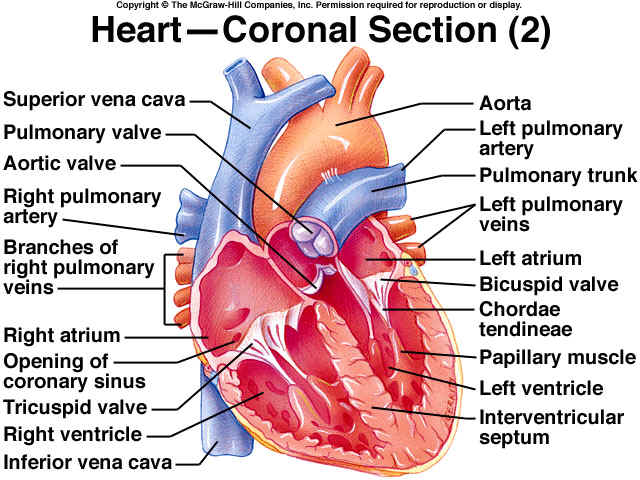 Copyright © The McGraw-Hill Companies, Inc. Permission required for reproduction or display.
Heart—Coronal Section (2)
Superior vena cava
Pulmonary valve
Aortic valve
Right pulmonary
artery
Branches of
right pulmonary
veins
Right atrium
Opening of
coronary sinus
Tricuspid valve
Right ventricle
Inferior vena cava
Aorta
Left pulmonary
artery
Pulmonary trunk
Left pulmonary
veins
Left atrium
Bicuspid valve
Chordae
tendineae
Papillary muscle
Left ventricle
Interventricular
septum